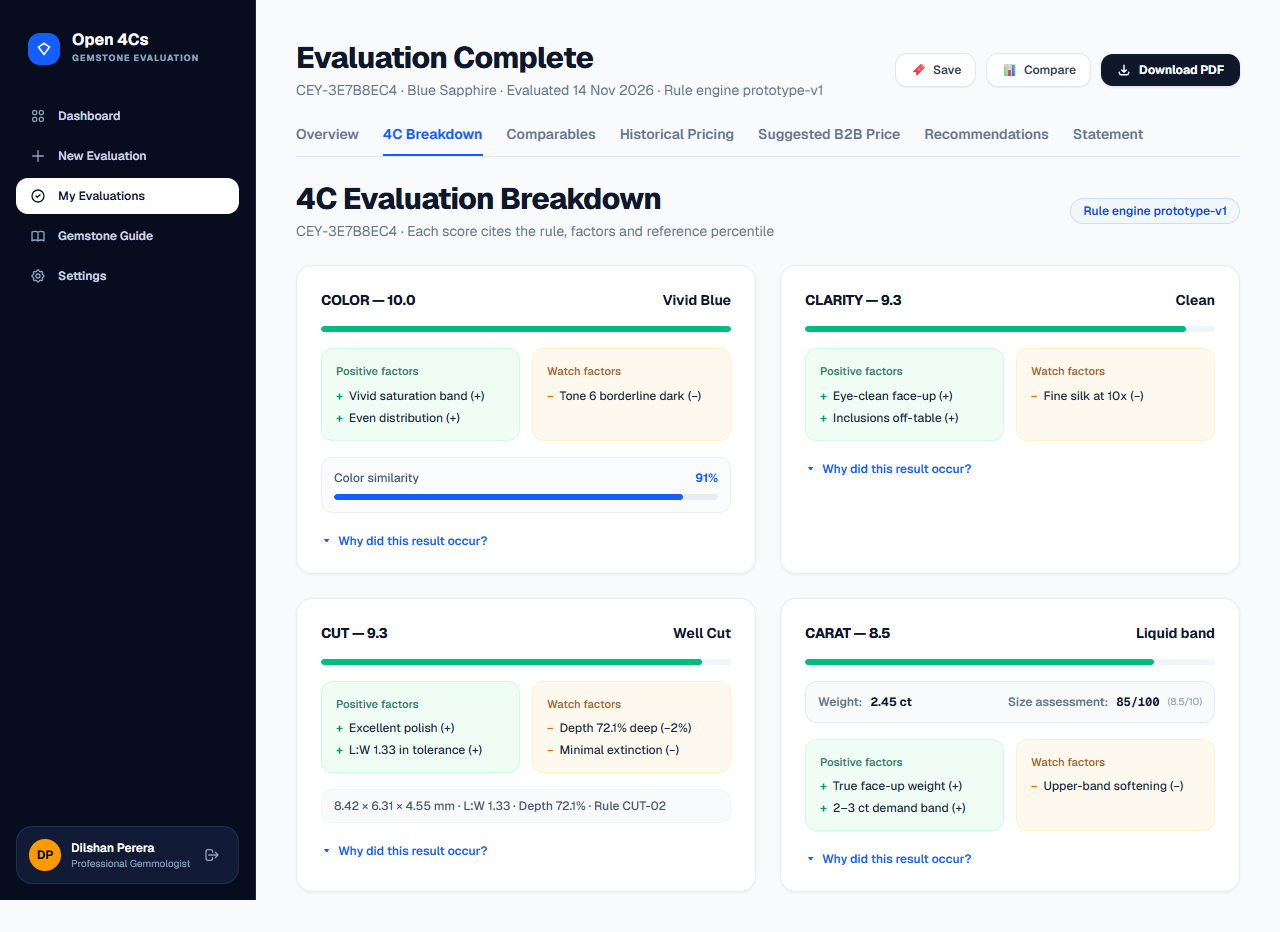 Open 4Cs
GEMSTONE EVALUATION
Dashboard
New Evaluation
My Evaluations
Gemstone Guide
Settings
DP
Dilshan Perera
Professional Gemmologist
Evaluation Complete
CEY-3E7B8EC4 · Blue Sapphire · Evaluated 14 Nov 2026 · Rule engine prototype-v1
Save
Compare
Download PDF
Overview
4C Breakdown
Comparables
Historical Pricing
Suggested B2B Price
Recommendations
Statement
4C Evaluation Breakdown
CEY-3E7B8EC4 · Each score cites the rule, factors and reference percentile
Rule engine prototype-v1
COLOR — 10.0
Vivid Blue
Positive factors
+ Vivid saturation band (+)
+ Even distribution (+)
Watch factors
– Tone 6 borderline dark (–)
Color similarity
91%
Why did this result occur?
CLARITY — 9.3
Clean
Positive factors
+ Eye-clean face-up (+)
+ Inclusions off-table (+)
Watch factors
– Fine silk at 10x (–)
Why did this result occur?
CUT — 9.3
Well Cut
Positive factors
+ Excellent polish (+)
+ L:W 1.33 in tolerance (+)
Watch factors
– Depth 72.1% deep (–2%)
– Minimal extinction (–)
8.42 × 6.31 × 4.55 mm · L:W 1.33 · Depth 72.1% · Rule CUT-02
Why did this result occur?
CARAT — 8.5
Liquid band
Weight: 2.45 ct
Size assessment: 85/100 (8.5/10)
Positive factors
+ True face-up weight (+)
+ 2–3 ct demand band (+)
Watch factors
– Upper-band softening (–)
Why did this result occur?